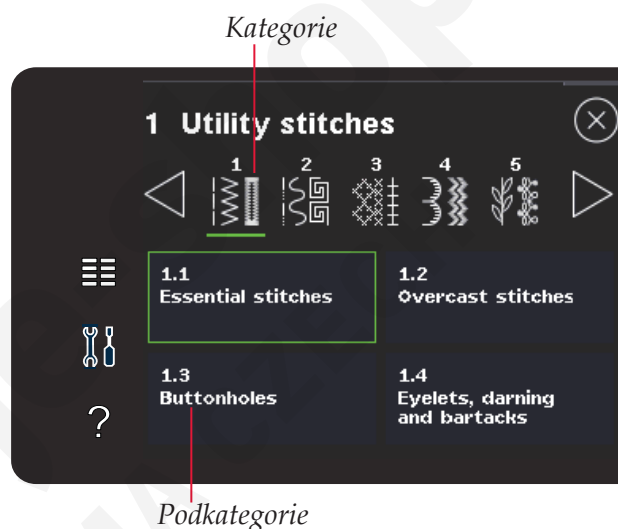 Kategorie
1 Utility stitches
1 2 3 4 5
1.1
Essential stitches
1.2
Overcast stitches
1.3
Buttonholes
1.4
Eyelets, darning
and bartacks
?
Podkategorie